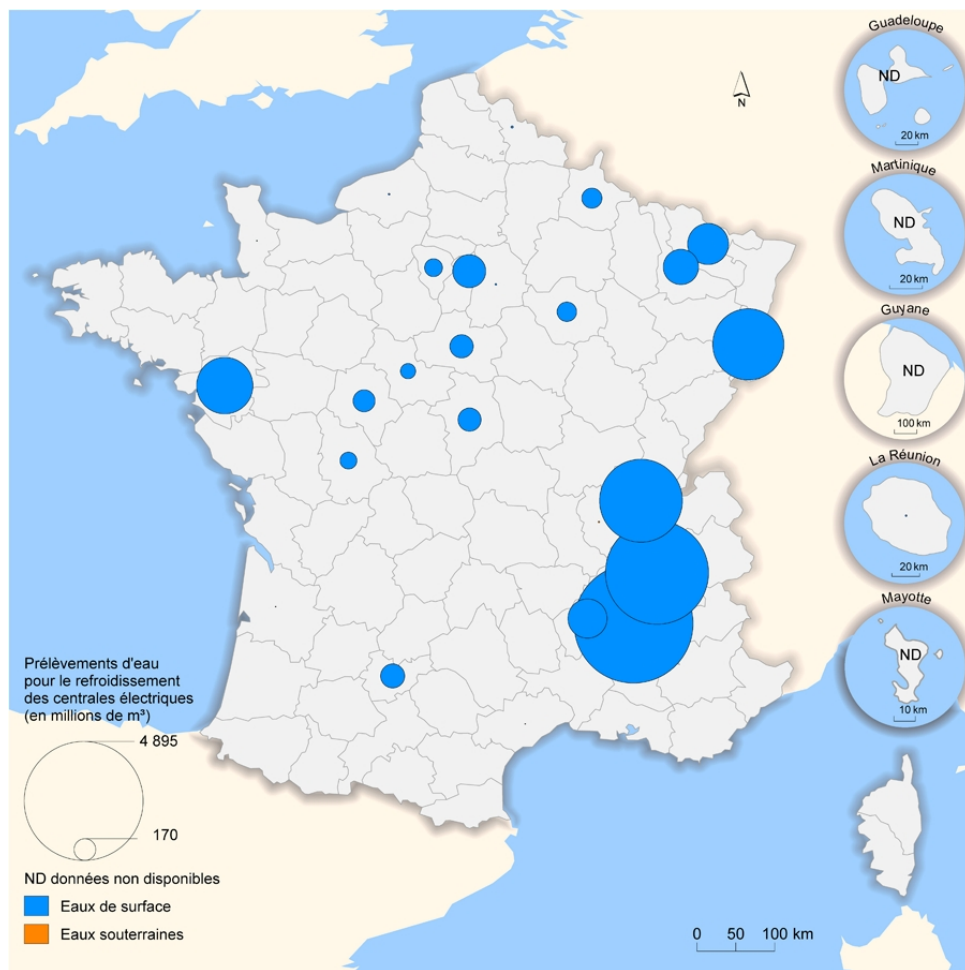 Guadeloupe
ND
20 km
N
Martinique
ND
20 km
Guyane
ND
100 km
La Réunion
20 km
Mayotte
ND
10 km
Prélèvements d'eau
pour le refroidissement
des centrales électriques
(en millions de m³)
4 895
170
ND données non disponibles
Eaux de surface
Eaux souterraines
0 50 100 km